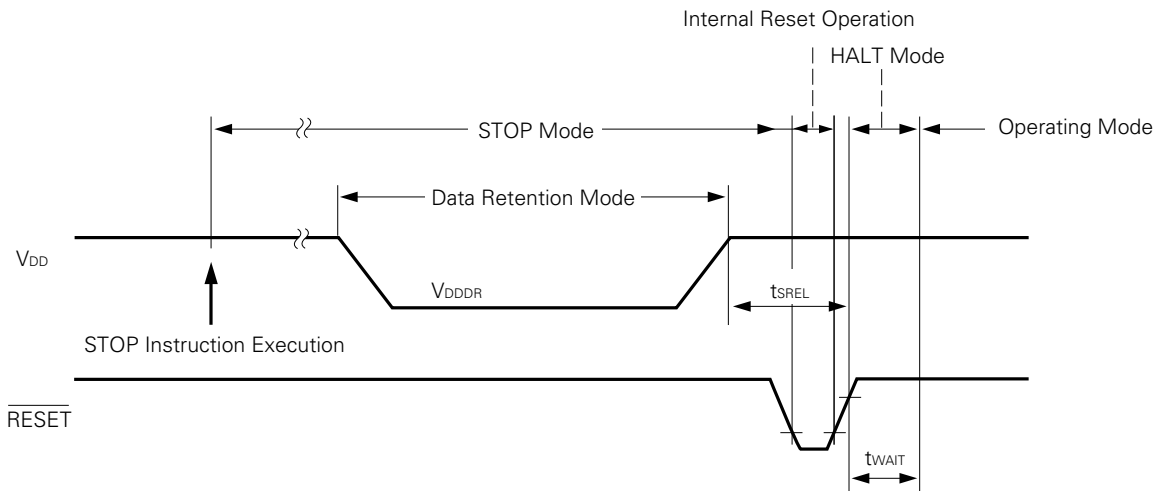 Internal Reset Operation
HALT Mode
STOP Mode
Operating Mode
Data Retention Mode
VDD
VDDDR
tSREL
STOP Instruction Execution
RESET
tWAIT